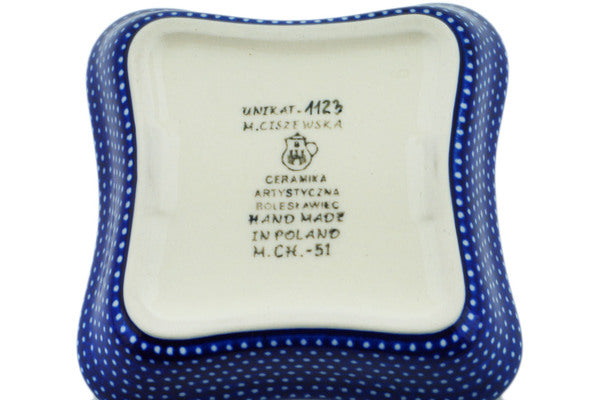 UNIKAT-1123
M.CISZEWSKA
CERAMIKA
ARTYSTYCZNA
BOLESŁAWIEC
HAND MADE
IN POLAND
M.CH.-51